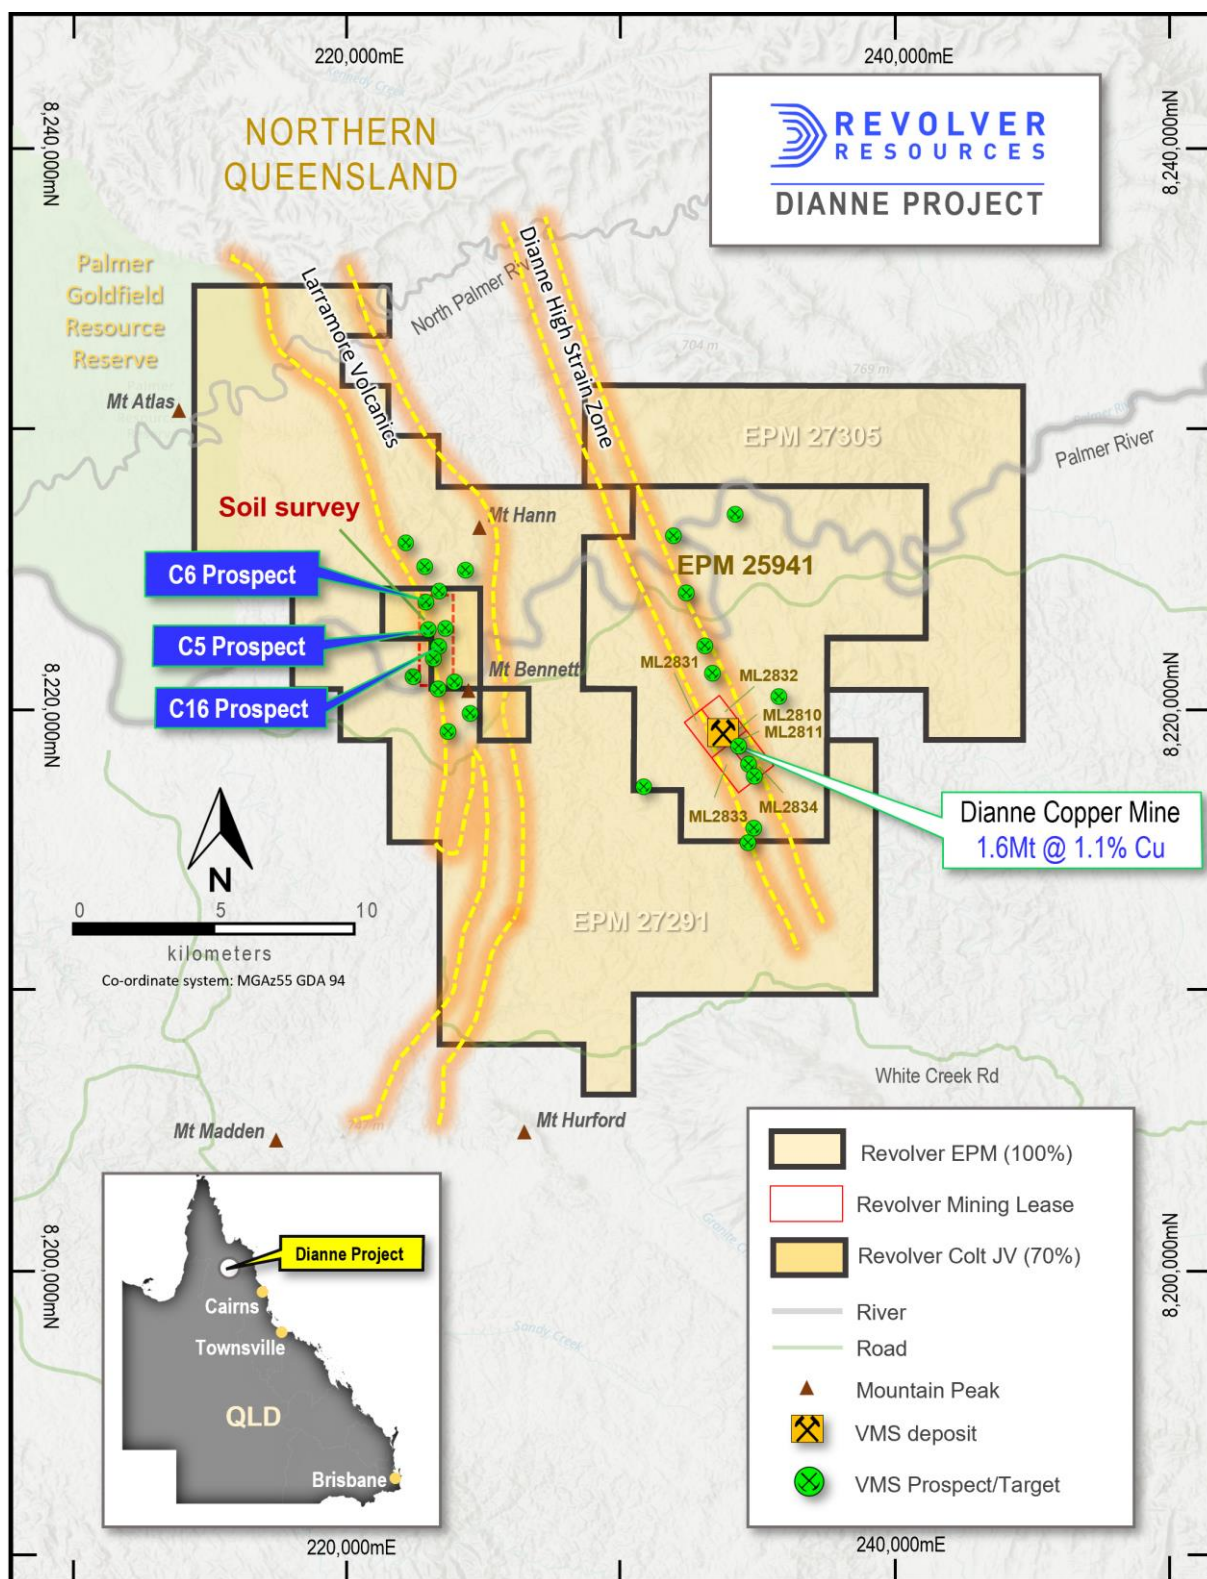 220,000mE
240,000mE
8,240,000mN
8,240,000mN
NORTHERN
QUEENSLAND
REVOLVER
RESOURCES
DIANNE PROJECT
Palmer
Goldfield
Resource
Reserve
Larramore Volcanics
North Palmer Riv
Dianne High Strain Zone
704 m
769 m
Mt Atlas
EPM 27305
Palmer River
Soil survey
Mt Hann
EPM 25941
C6 Prospect
C5 Prospect
C16 Prospect
Mt Bennett
ML2831
ML2832
ML2810
ML2811
ML2833
ML2834
8,220,000mN
8,220,000mN
Dianne Copper Mine
1.6Mt @ 1.1% Cu
N
0 5 10
kilometers
Co-ordinate system: MGAz55 GDA 94
EPM 27291
White Creek Rd
Mt Madden
747 m
Mt Hurford
8,200,000mN
8,200,000mN
Sandy Creek
Dianne Project
Cairns
Townsville
QLD
Brisbane
Revolver EPM (100%)
Revolver Mining Lease
Revolver Colt JV (70%)
River
Road
Mountain Peak
VMS deposit
VMS Prospect/Target
220,000mE
240,000mE